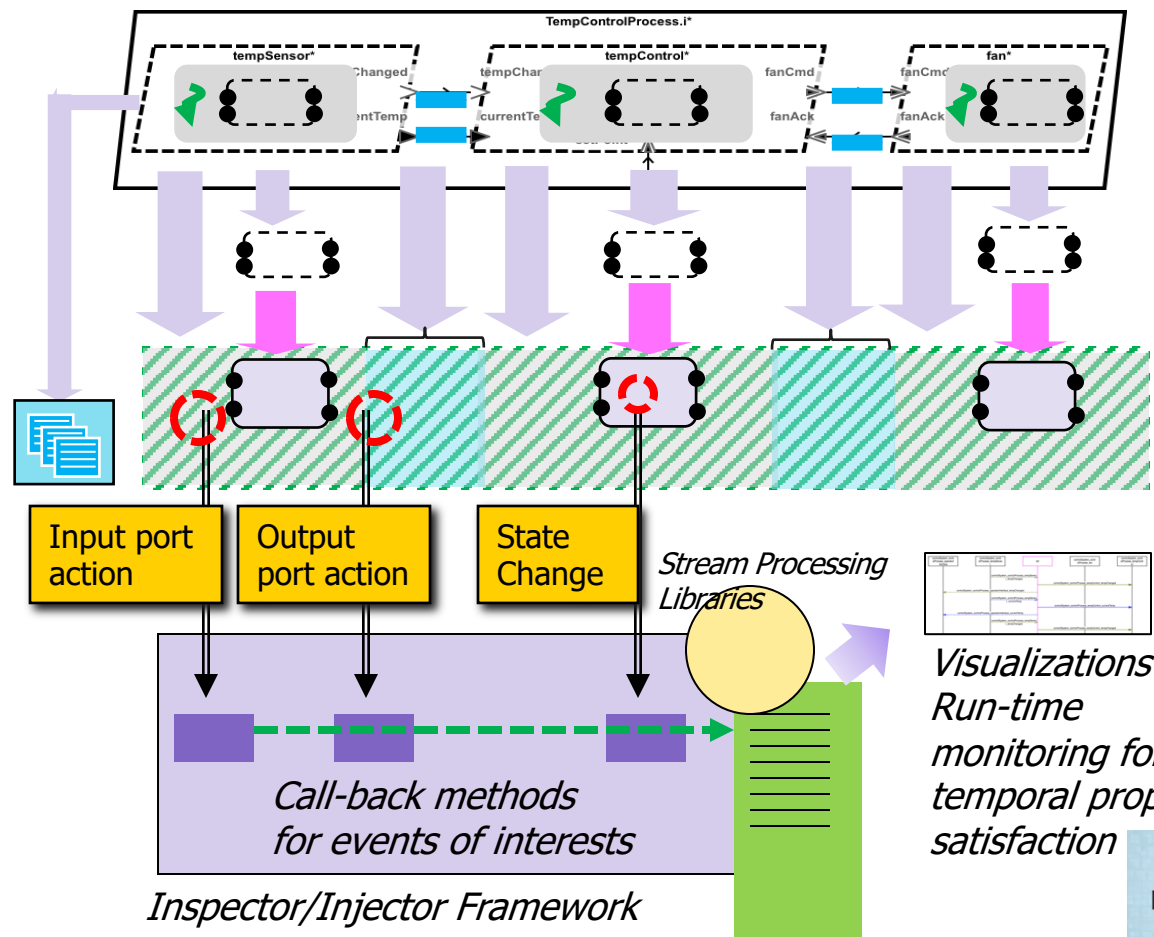 TempControlProcess.i*
tempSensor*
tempControl*
fan*
Changed
tempChan
fanCmd
fanCmd
entTemp
currentTe
fanAck
fanAck
Input port
action
Output
port action
State
Change
Stream Processing
Libraries
Visualizations
Run-time
monitoring for
temporal prop
satisfaction
Call-back methods
for events of interests
Inspector/Injector Framework